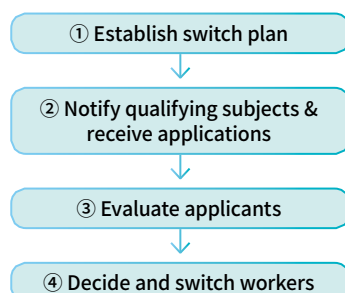 ① Establish switch plan
② Notify qualifying subjects &
receive applications
③ Evaluate applicants
④ Decide and switch workers